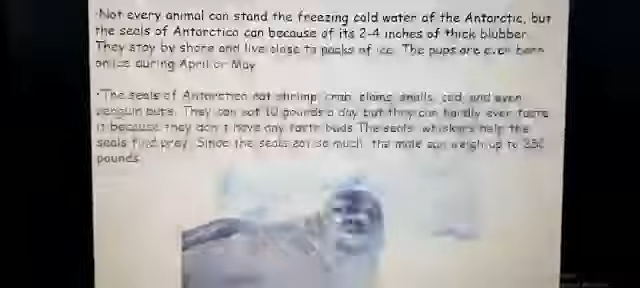 ·Not every animal can stand the freezing cold water of the Antarctic, but
the seals of Antarctica can because of its 2-4 inches of thick blubber.
They stay by shore and live close to packs of ice. The pups are even born
on ice during April or May
·The seals of Antarctica eat shrimp, crab, clams, snails, cod, and even
penguin They can eat 10 pounds a day but they can hardly ever taste
it because they don't have any taste buds The seals' whiskers help the
seals find prey. Since the seals eat so much, the male can weigh up to
pounds